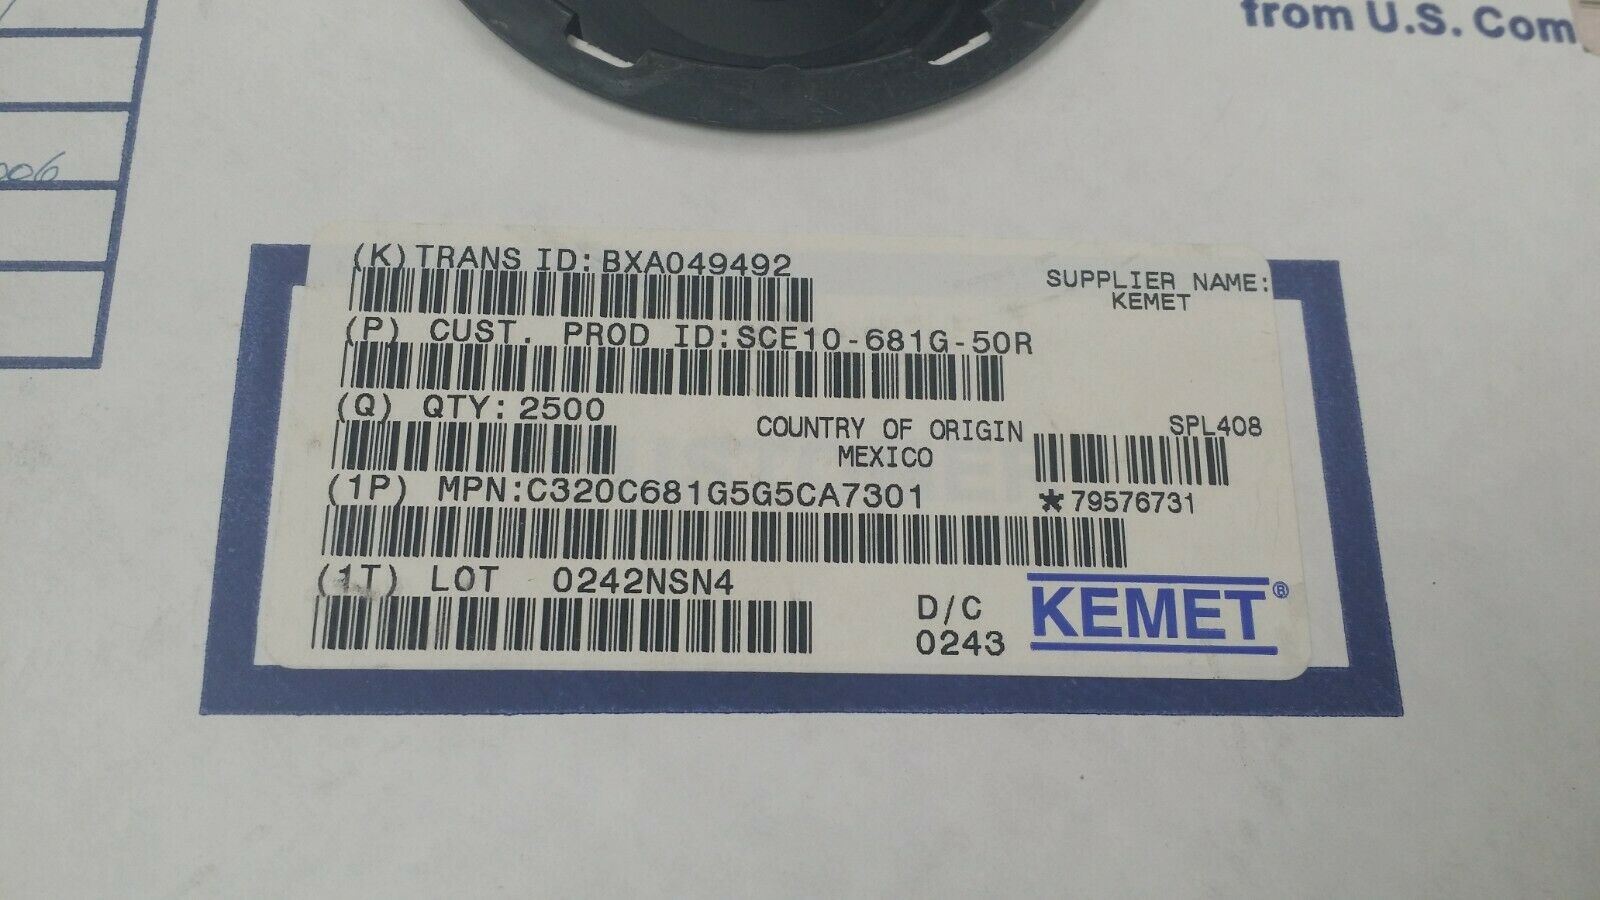 from U.S. Com
006
(K) TRANS ID: BXA049492
SUPPLIER NAME:
KEMET
(P) CUST. PROD ID:SCE10-681G-50R
(Q) QTY: 2500
COUNTRY OF ORIGIN
MEXICO
SPL408
(1P) MPN:C320C681G5G5CA7301
*79576731
(1T) LOT 0242NSN4
D/C
0243
KEMET®